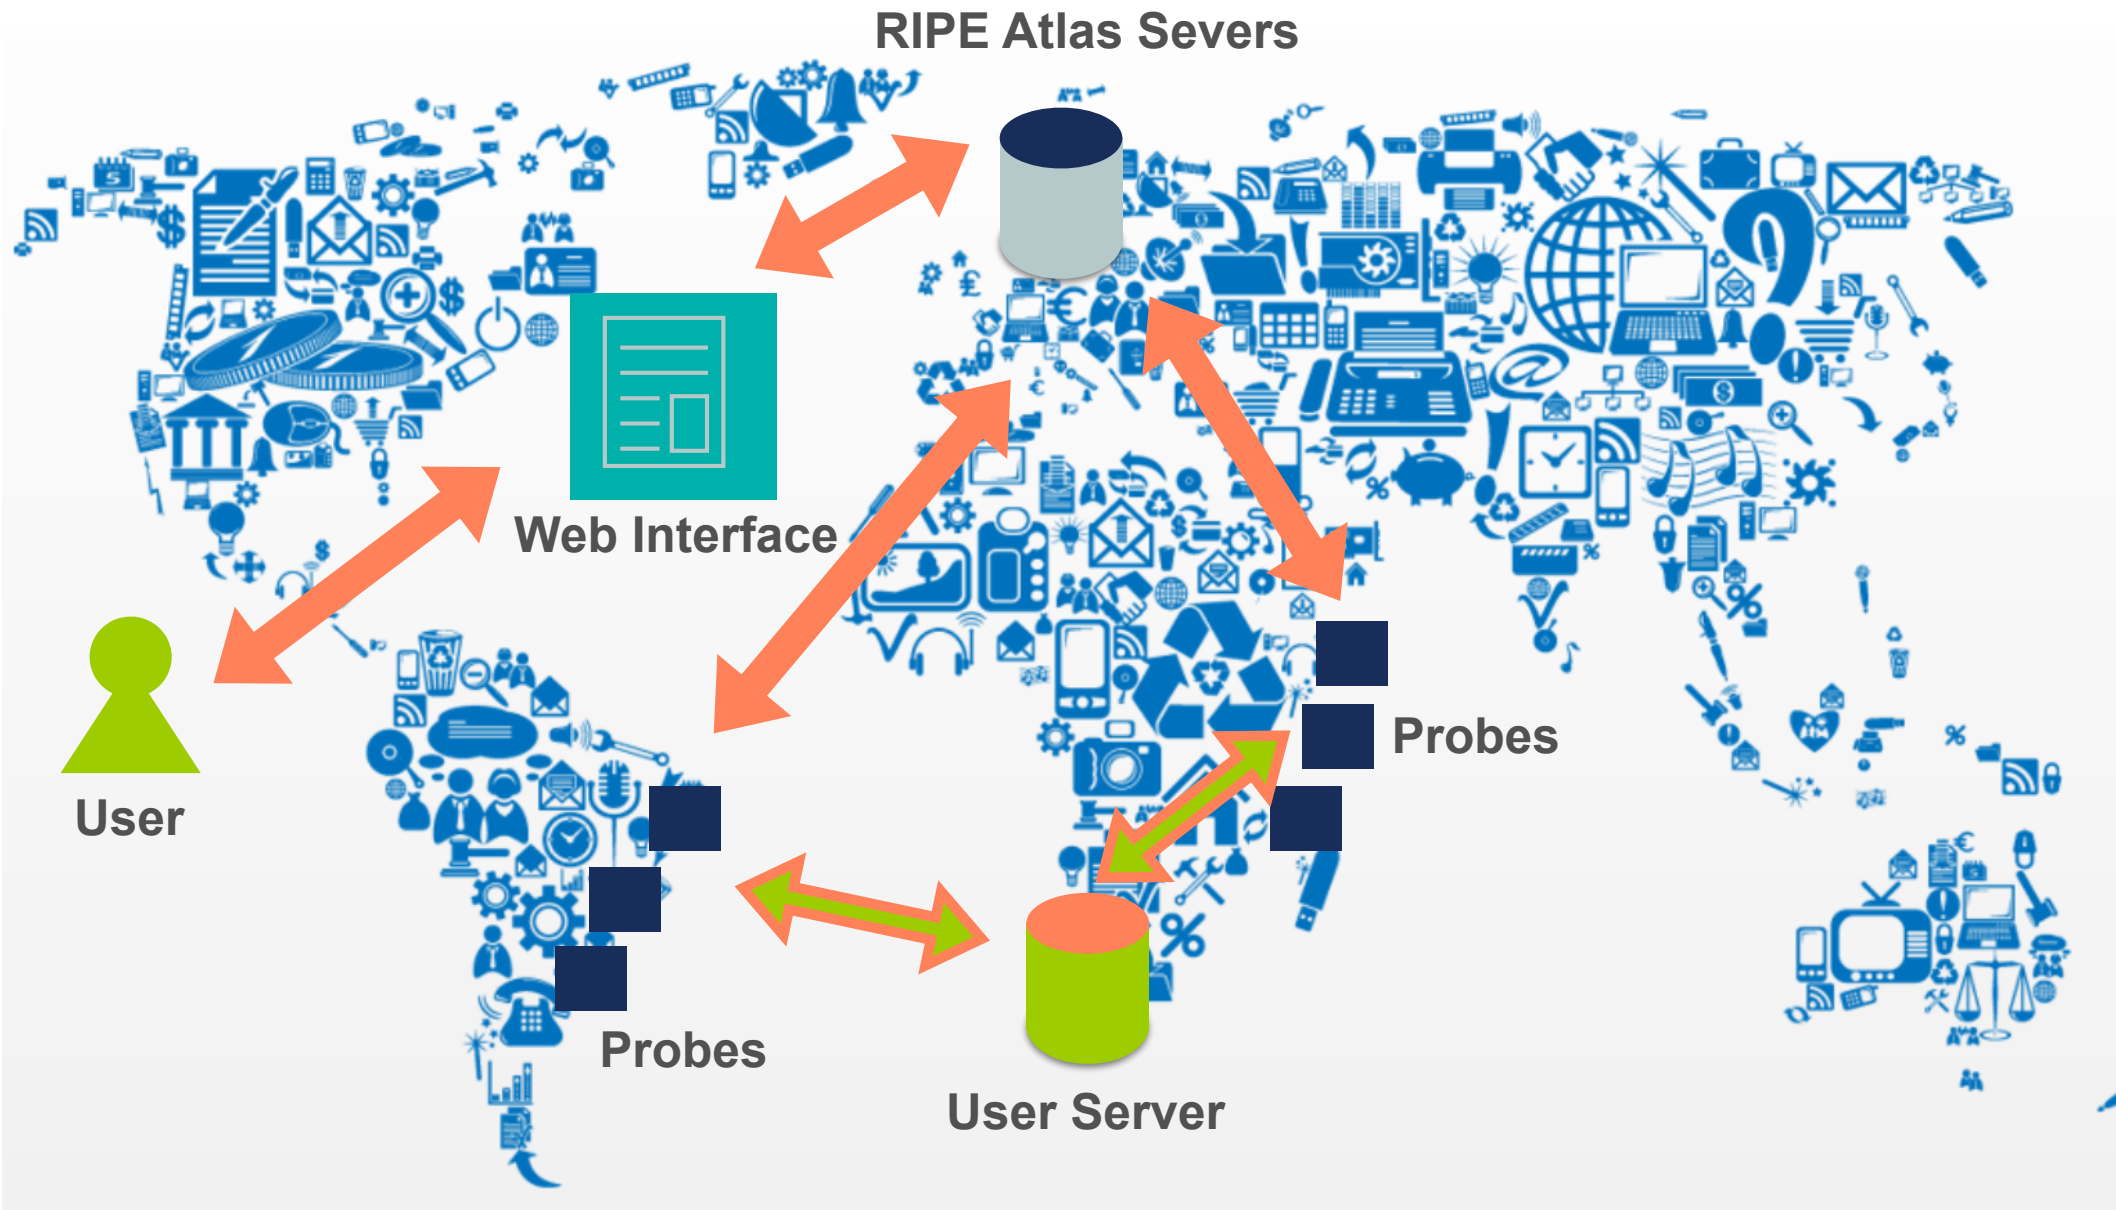 RIPE Atlas Severs
Web Interface
User
Probes
Probes
User Server